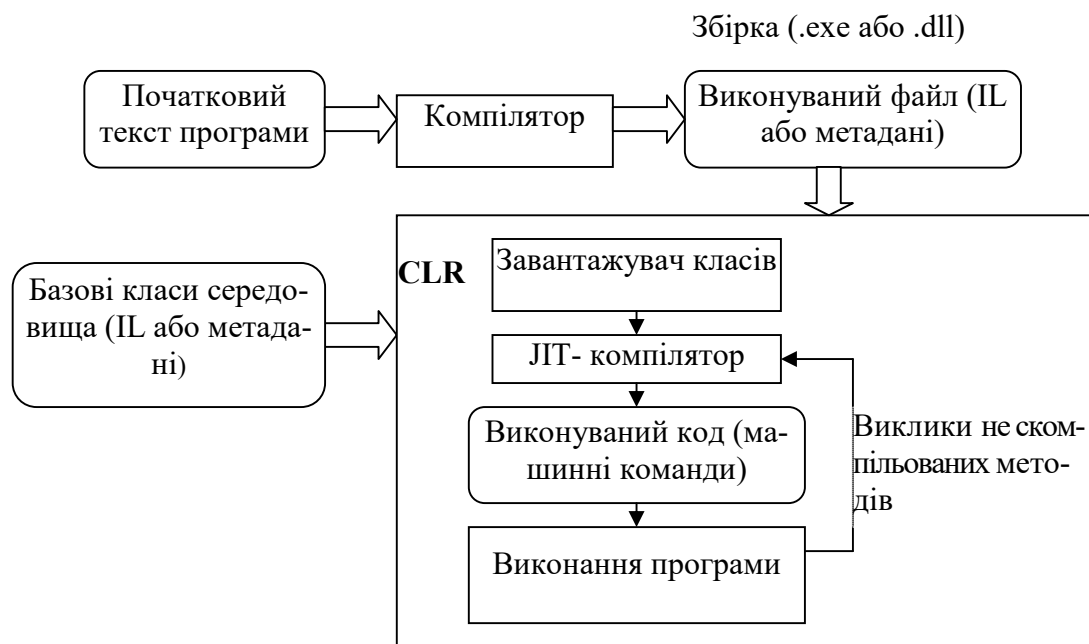 Збірка (.exe або .dll)
Початковий
текст програми
Компілятор
Виконуваний файл (IL
або метадані)
CLR
Завантажувач класів
Базові класи середо-
вища (IL або метада-
ні)
JIT- компілятор
Виконуваний код (ма-
шинні команди)
Виклики не ском-
пільованих мето-
дів
Виконання програми